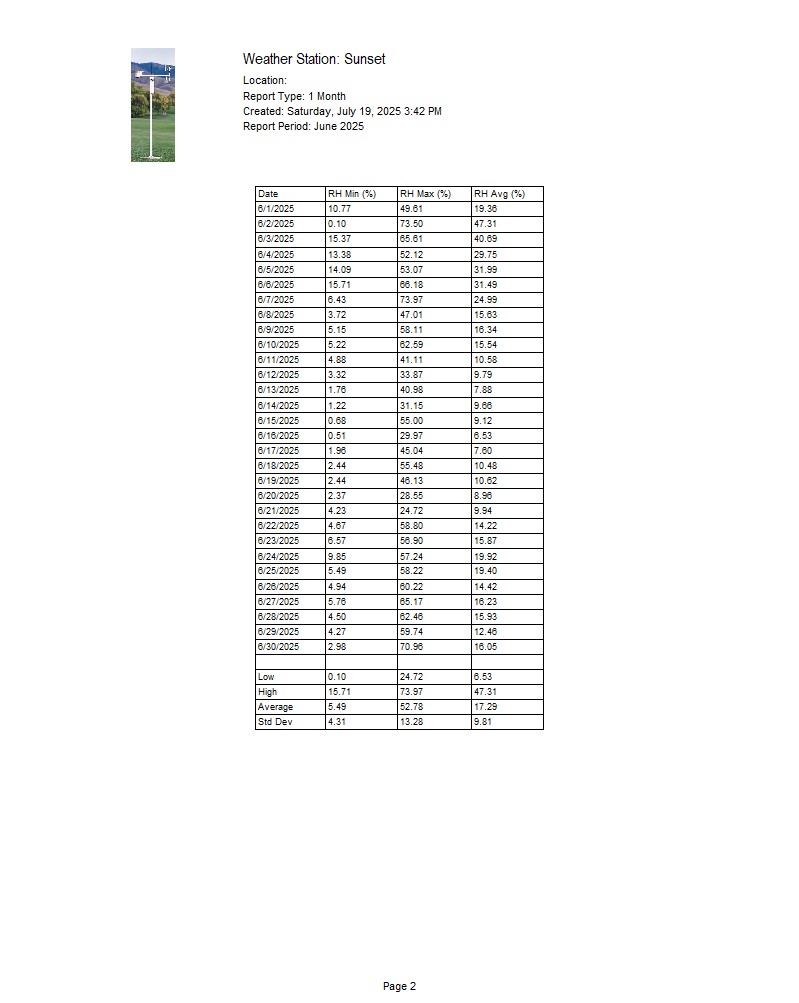 Weather Station: Sunset
Location:
Report Type: 1 Month
Created: Saturday, July 19, 2025 3:42 PM
Report Period: June 2025
Date RH Min (%) RH Max (%) RH Avg (%)
6/1/2025 10.77 49.61 19.36
6/2/2025 0.10 73.50 47.31
6/3/2025 15.37 65.61 40.69
6/4/2025 13.38 52.12 29.75
6/5/2025 14.09 53.07 31.99
6/6/2025 15.71 66.18 31.49
6/7/2025 6.43 73.97 24.99
6/8/2025 3.72 47.01 15.63
6/9/2025 5.15 58.11 16.34
6/10/2025 5.22 62.59 15.54
6/11/2025 4.88 41.11 10.58
6/12/2025 3.32 33.87 9.79
6/13/2025 1.76 40.98 7.88
6/14/2025 1.22 31.15 9.66
6/15/2025 0.68 55.00 9.12
6/16/2025 0.51 29.97 6.53
6/17/2025 1.96 45.04 7.60
6/18/2025 2.44 55.48 10.48
6/19/2025 2.44 46.13 10.62
6/20/2025 2.37 28.55 8.96
6/21/2025 4.23 24.72 9.94
6/22/2025 4.67 58.80 14.22
6/23/2025 6.57 56.90 15.87
6/24/2025 9.85 57.24 19.92
6/25/2025 5.49 58.22 19.40
6/26/2025 4.94 60.22 14.42
6/27/2025 5.76 65.17 16.23
6/28/2025 4.50 62.46 15.93
6/29/2025 4.27 59.74 12.46
6/30/2025 2.98 70.96 16.05
Low 0.10 24.72 6.53
High 15.71 73.97 47.31
Average 5.49 52.78 17.29
Std Dev 4.31 13.28 9.81
Page 2